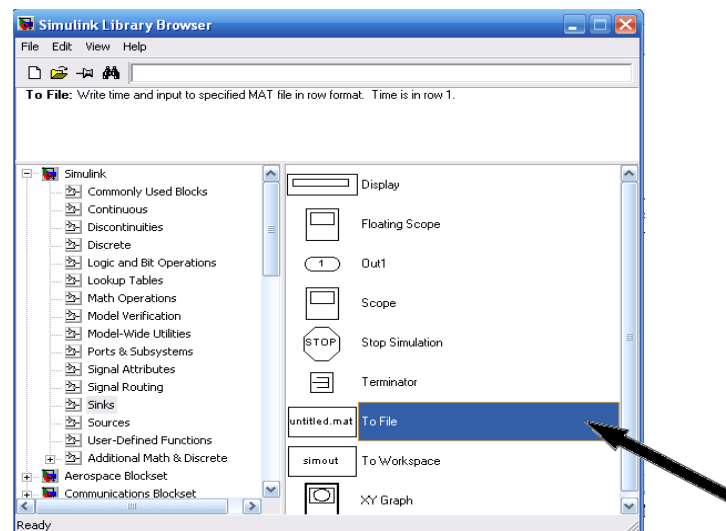 Simulink Library Browser
File Edit View Help
To File: Write time and input to specified MAT file in row format. Time is in row 1.
Simulink
Commonly Used Blocks
Continuous
Discontinuities
Discrete
Logic and Bit Operations
Lookup Tables
Math Operations
Model Verification
Model-Wide Utilities
Ports & Subsystems
Signal Attributes
Signal Routing
Sinks
Sources
User-Defined Functions
Additional Math & Discrete
Aerospace Blockset
Communications Blockset
Display
Floating Scope
1 Out1
Scope
STOP Stop Simulation
Terminator
untitled.mat To File
simout To Workspace
XY Graph
Ready